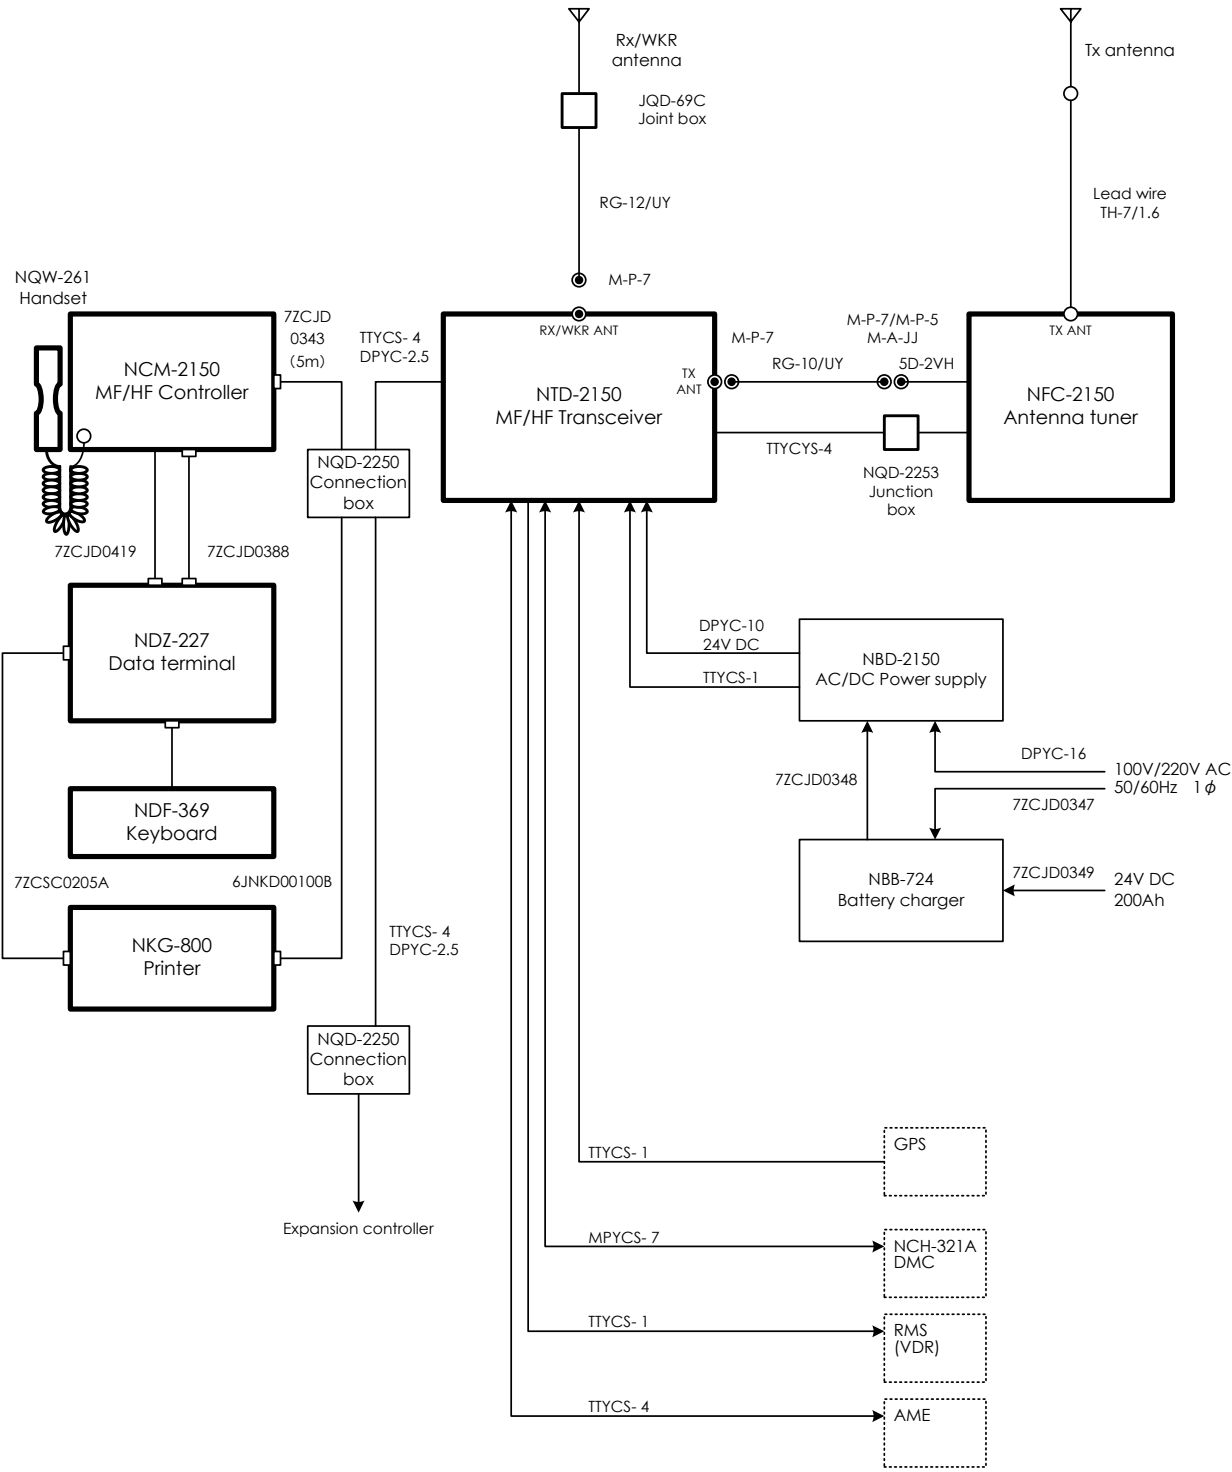 Rx/WKR
antenna
Tx antenna
JQD-69C
Joint box
RG-12/UY
Lead wire
TH-7/1.6
NQW-261
Handset
M-P-7
7ZCJD
0343
(5m)
TTYCS- 4
DPYC-2.5
NCM-2150
MF/HF Controller
RX/WKR ANT
NTD-2150
MF/HF Transceiver
TX
ANT
M-P-7
RG-10/UY
M-P-7/M-P-5
M-A-JJ
5D-2VH
TX ANT
NFC-2150
Antenna tuner
TTYCYS-4
NQD-2253
Junction
box
NQD-2250
Connection
box
7ZCJD0419
7ZCJD0388
NDZ-227
Data terminal
DPYC-10
24V DC
TTYCS-1
NBD-2150
AC/DC Power supply
NDF-369
Keyboard
7ZCJD0348
DPYC-16
100V/220V AC
50/60Hz 1ϕ
7ZCJD0347
7ZCSC0205A
6JNKD00100B
NBB-724
Battery charger
7ZCJD0349
24V DC
200Ah
NKG-800
Printer
TTYCS- 4
DPYC-2.5
NQD-2250
Connection
box
Expansion controller
TTYCS- 1
GPS
MPYCS- 7
NCH-321A
DMC
TTYCS- 1
RMS
(VDR)
TTYCS- 4
AME